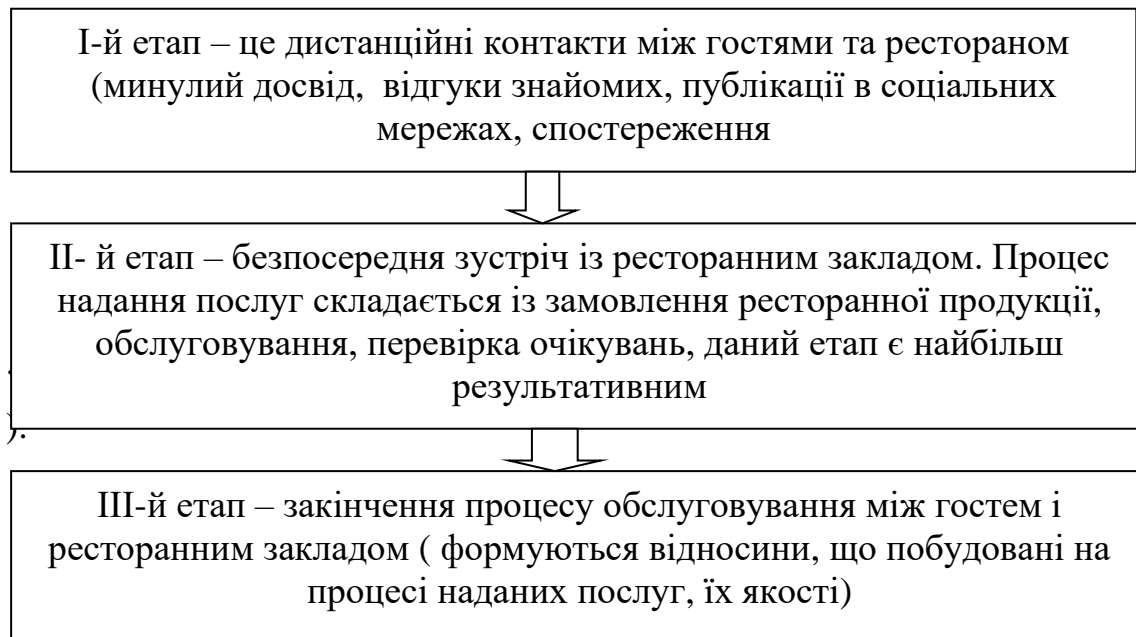 І-й етап – це дистанційні контакти між гостями та рестораном
(минулий досвід, відгуки знайомих, публікації в соціальних
мережах, спостереження
ІІ- й етап – безпосередня зустріч із ресторанним закладом. Процес
надання послуг складається із замовлення ресторанної продукції,
обслуговування, перевірка очікувань, даний етап є найбільш
результативним
).
ІІІ-й етап – закінчення процесу обслуговування між гостем і
ресторанним закладом ( формуються відносини, що побудовані на
процесі наданих послуг, їх якості)